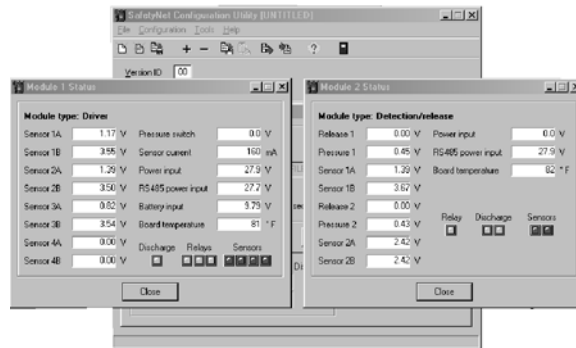 SafetyNet Configuration Utility [UNTITLED]
File Configuration Tools Help
Version ID 00
Module 1 Status
Module type: Driver
Sensor 1A 1.17 V Pressure switch 0.0 V
Sensor 1B 3.55 V Sensor current 160 mA
Sensor 2A 1.39 V Power input 27.9 V
Sensor 2B 3.50 V RS485 power input 27.7 V
Sensor 3A 0.82 V Battery input 9.79 V
Sensor 3B 3.54 V Board temperature 81 ° F
Sensor 4A 0.00 V
Sensor 4B 0.00 V
Discharge Relays Sensors
Close
Module 2 Status
Module type: Detection/release
Release 1 0.00 V Power input 0.0 V
Pressure 1 0.45 V RS485 power input 27.9 V
Sensor 1A 1.39 V Board temperature 82 ° F
Sensor 1B 3.67 V
Release 2 0.00 V
Pressure 2 0.43 V
Sensor 2A 2.42 V
Sensor 2B 2.42 V
Relay Discharge Sensors
Close